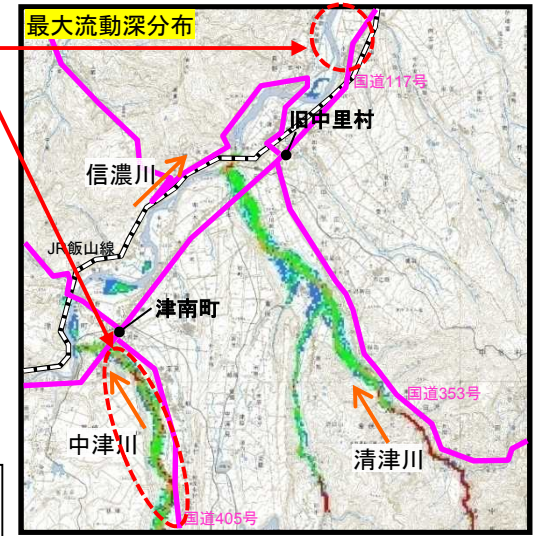 最大流動深分布
国道117号
旧中里村
信濃川
JR飯山線
津南町
国道353号
中津川
清津川
国道405号